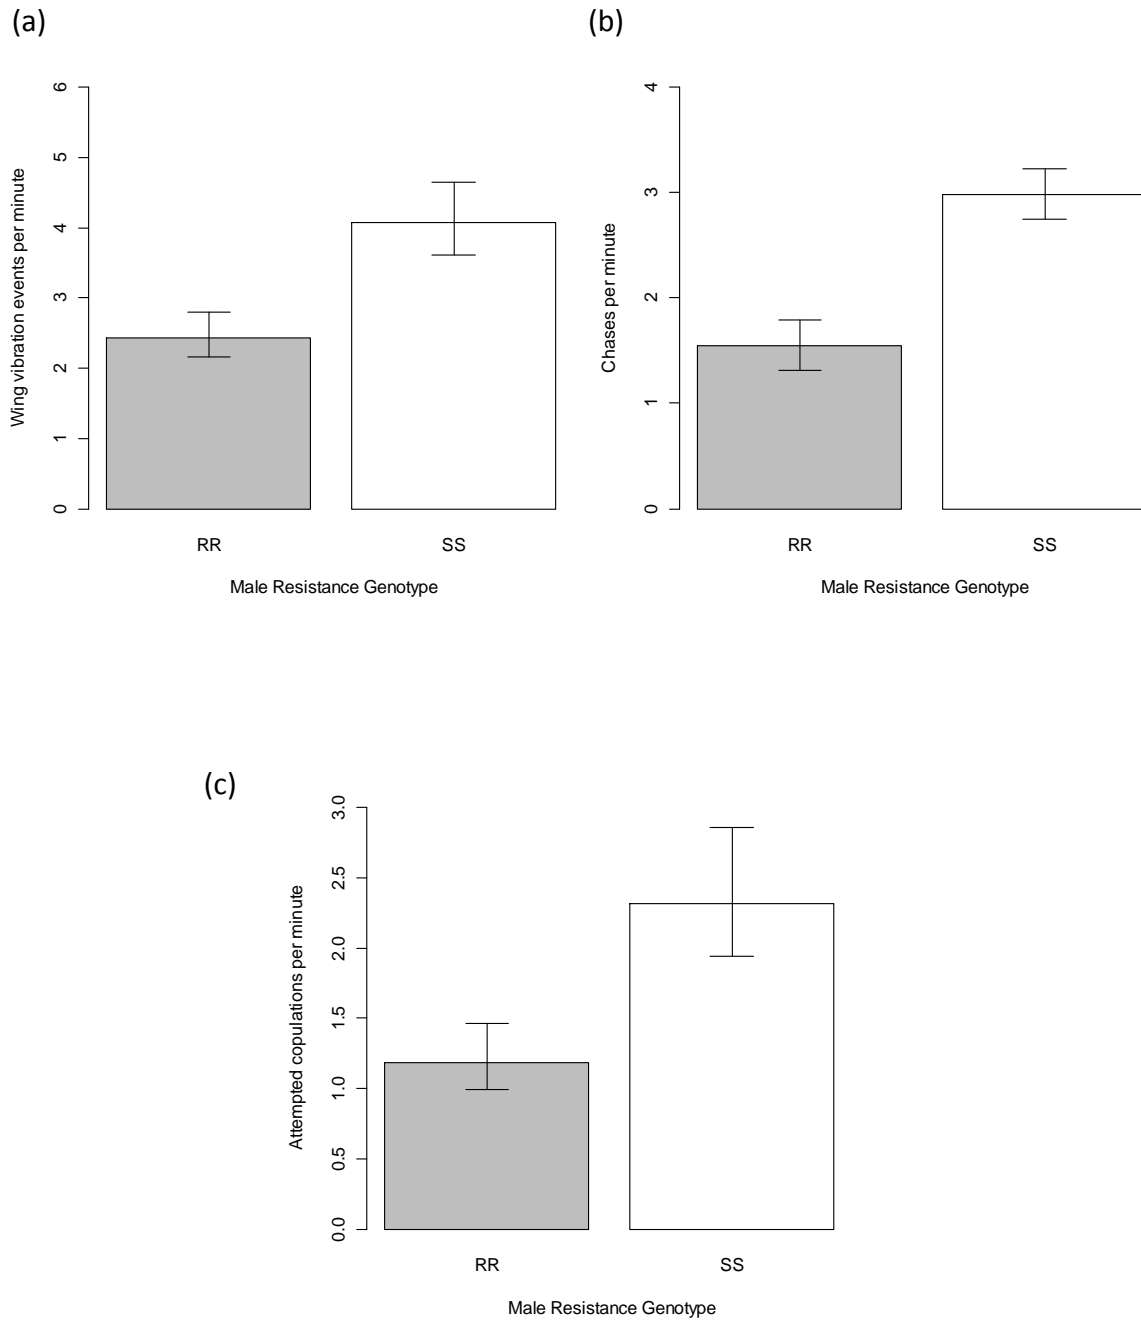 (a)
Wing vibration events per minute
6
5
4
3
2
1
0
RR
SS
Male Resistance Genotype
(b)
Chases per minute
4
3
2
1
0
RR
SS
Male Resistance Genotype
(c)
Attempted copulations per minute
3.0
2.5
2.0
1.5
1.0
0.5
0.0
RR
SS
Male Resistance Genotype